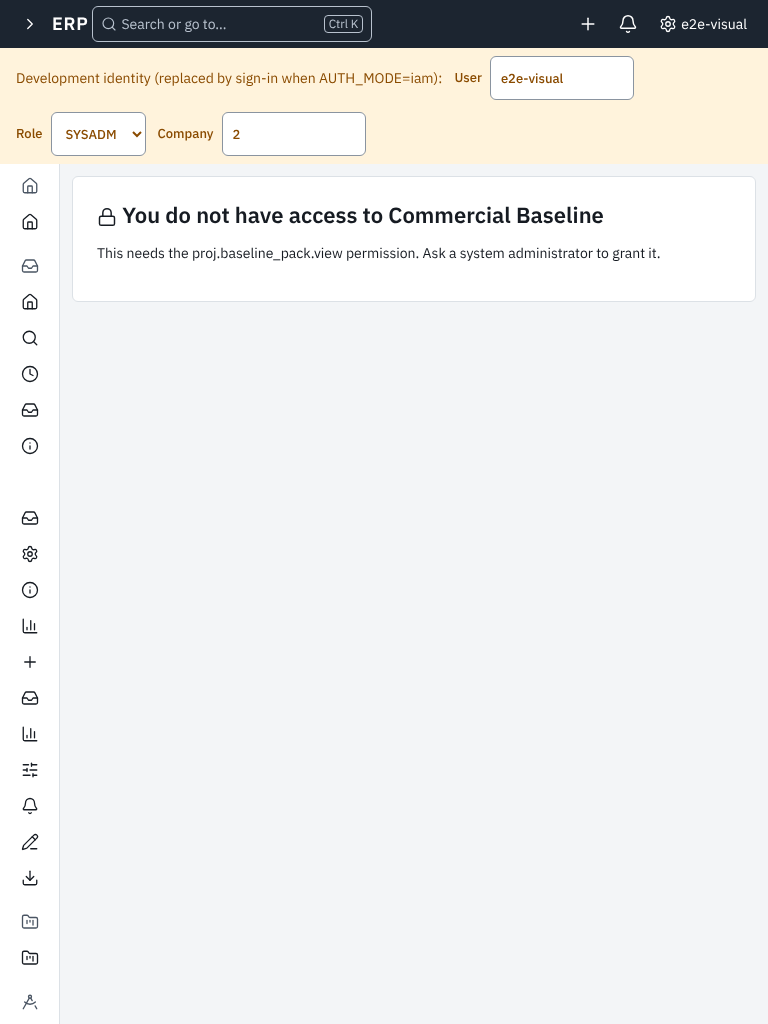 ERP Search or go to... Ctrl K e2e-visual
Development identity (replaced by sign-in when AUTH_MODE=iam): User e2e-visual
Role SYSADM Company 2
You do not have access to Commercial Baseline
This needs the proj.baseline_pack.view permission. Ask a system administrator to grant it.